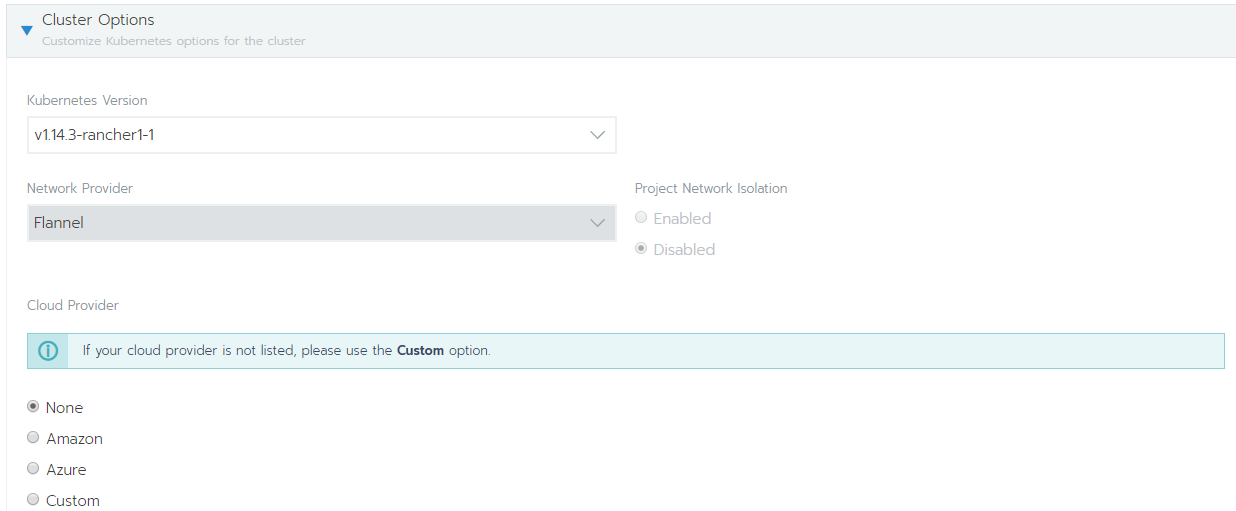 Cluster Options
Customize Kubernetes options for the cluster
Kubernetes Version
v1.14.3-rancher1-1
Network Provider
Flannel
Project Network Isolation
Enabled
Disabled
Cloud Provider
If your cloud provider is not listed, please use the Custom option.
None
Amazon
Azure
Custom